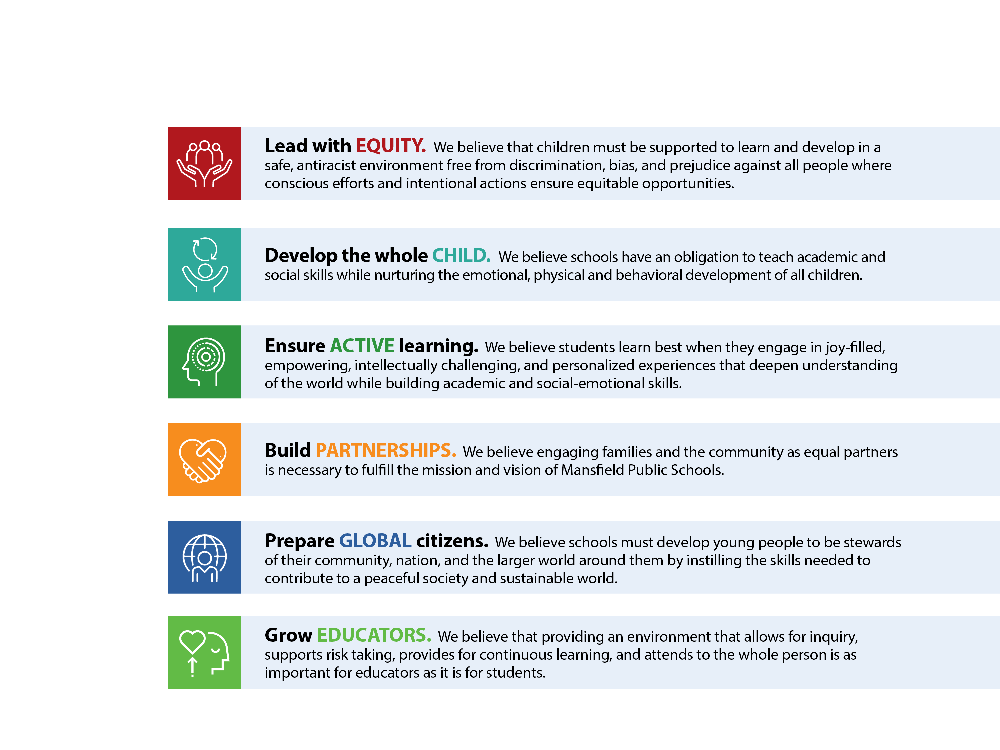 Lead with EQUITY. We believe that children must be supported to learn and develop in a
safe, antiracist environment free from discrimination, bias, and prejudice against all people where
conscious efforts and intentional actions ensure equitable opportunities.
Develop the whole CHILD. We believe schools have an obligation to teach academic and
social skills while nurturing the emotional, physical and behavioral development of all children.
Ensure ACTIVE learning. We believe students learn best when they engage in joy-filled,
empowering, intellectually challenging, and personalized experiences that deepen understanding
of the world while building academic and social-emotional skills.
Build PARTNERSHIPS. We believe engaging families and the community as equal partners
is necessary to fulfill the mission and vision of Mansfield Public Schools.
Prepare GLOBAL citizens. We believe schools must develop young people to be stewards
of their community, nation, and the larger world around them by instilling the skills needed to
contribute to a peaceful society and sustainable world.
Grow EDUCATORS. We believe that providing an environment that allows for inquiry,
supports risk taking, provides for continuous learning, and attends to the whole person is as
important for educators as it is for students.